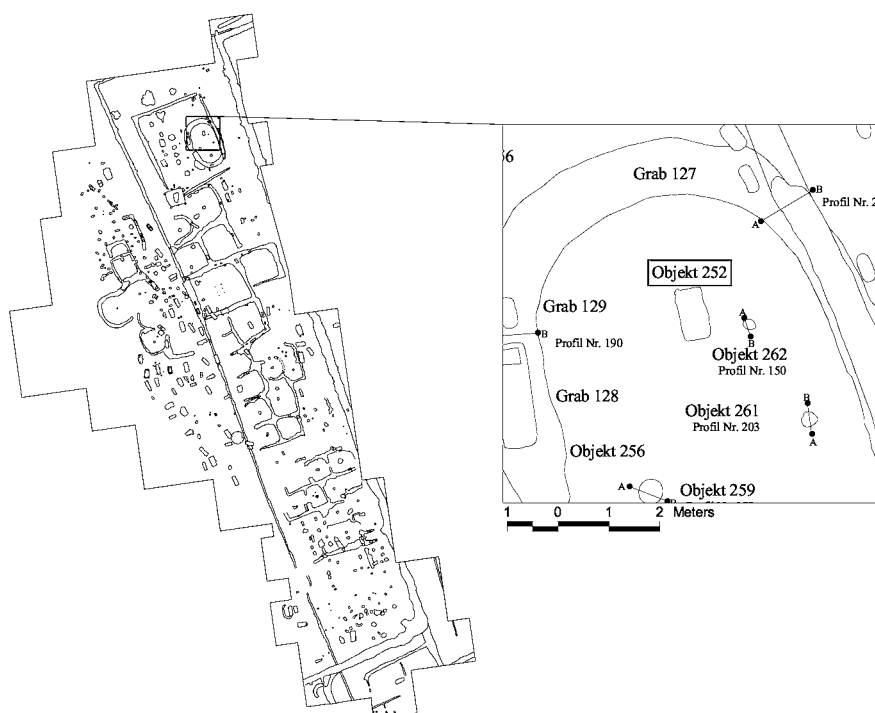 Grab 127
B
Profil Nr. 2
A
Objekt 252
Grab 129
A
B
Profil Nr. 190
B
Objekt 262
Profil Nr. 150
Grab 128
B
Objekt 261
Profil Nr. 203
A
Objekt 256
A
Objekt 259
B
1 0 1 2 Meters